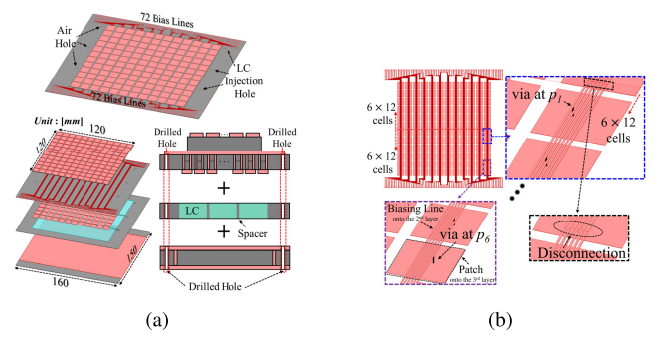 72 Bias Lines
Air
Hole
LC
Injection
Hole
72 Bias Lines
Unit : [mm]
120
120
Drilled
Hole
Drilled
Hole
+
LC
Spacer
+
150
160
Drilled Hole
(a)
6 × 12
cells
6 × 12
cells
via at p1
6 × 12
cells
Biasing Line
onto the 2nd layer
via at p6
Patch
onto the 3rd layer
Disconnection
(b)